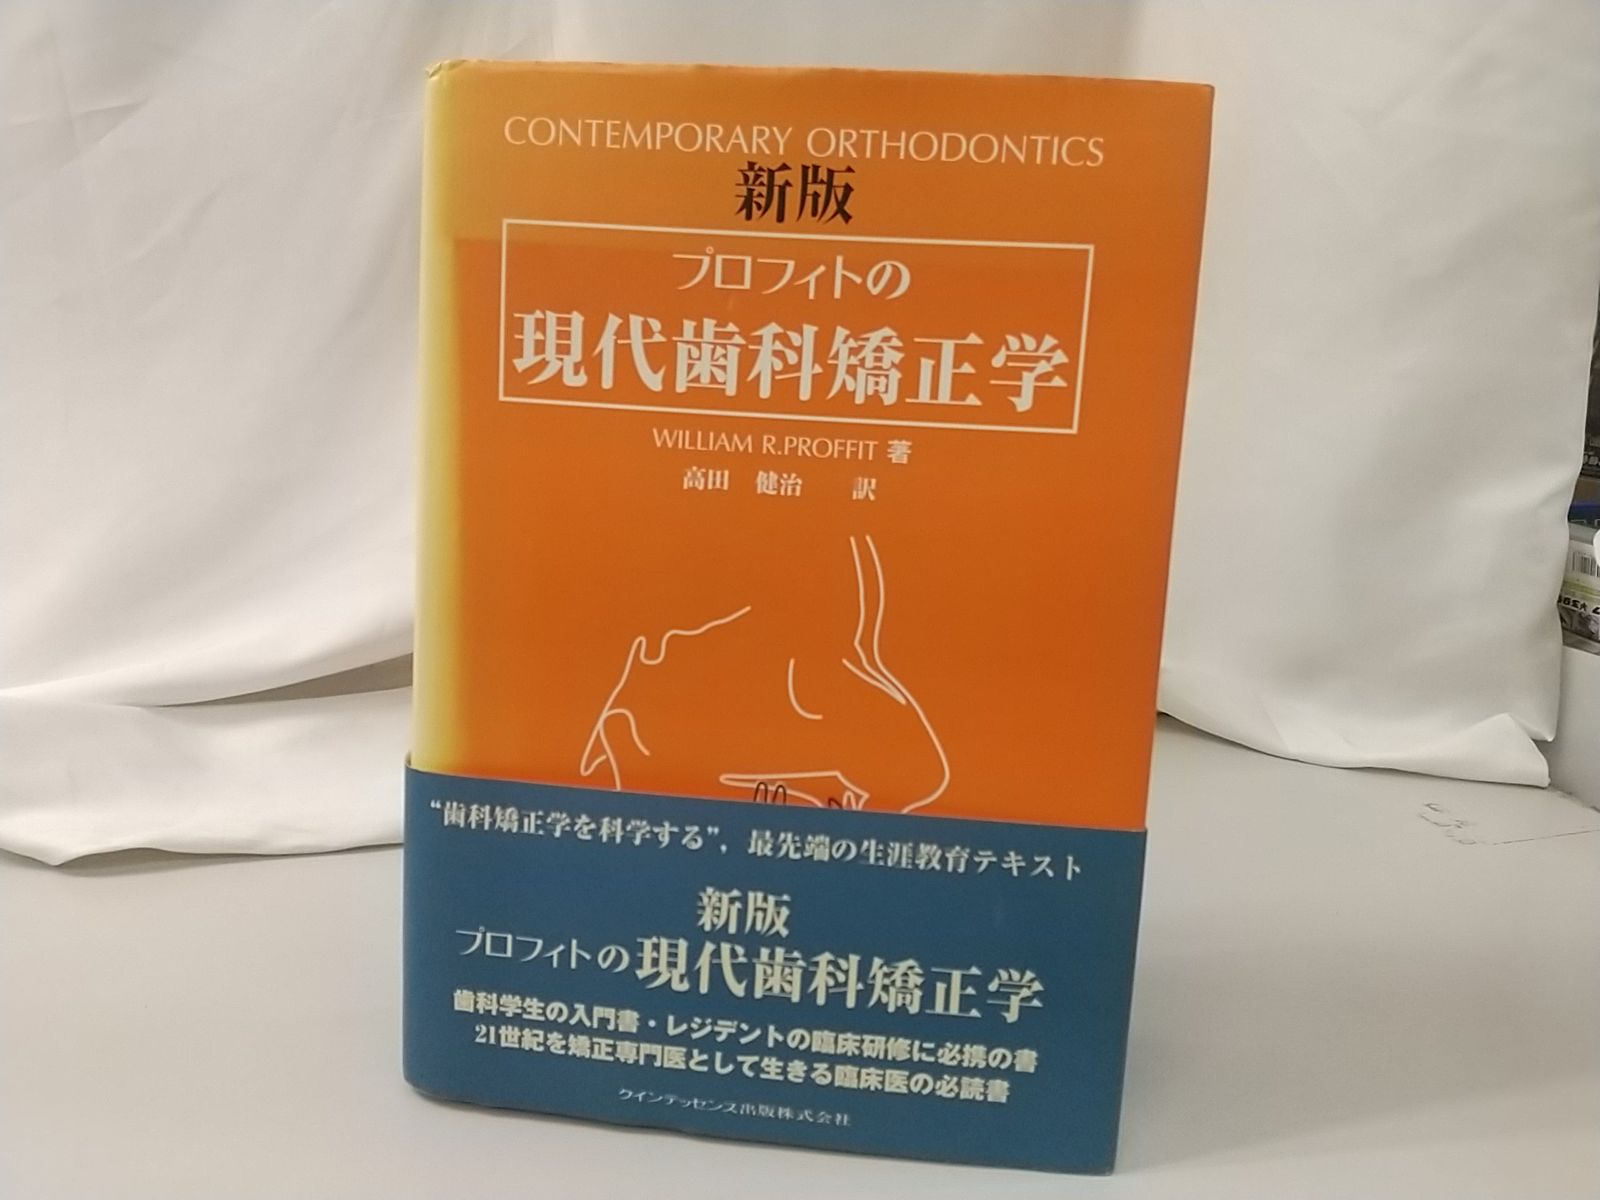 CONTEMPORARY ORTHODONTICS
新版
プロフィトの
現代歯科矯正学
WILLIAM R.PROFFIT 著
高田 健治 訳
“歯科矯正学を科学する”，最先端の生涯教育テキスト
新版
プロフィトの現代歯科矯正学
歯科学生の入門書・レジデントの臨床研修に必携の書
21世紀を矯正専門医として生きる臨床医の必読書
クインテッセンス出版株式会社